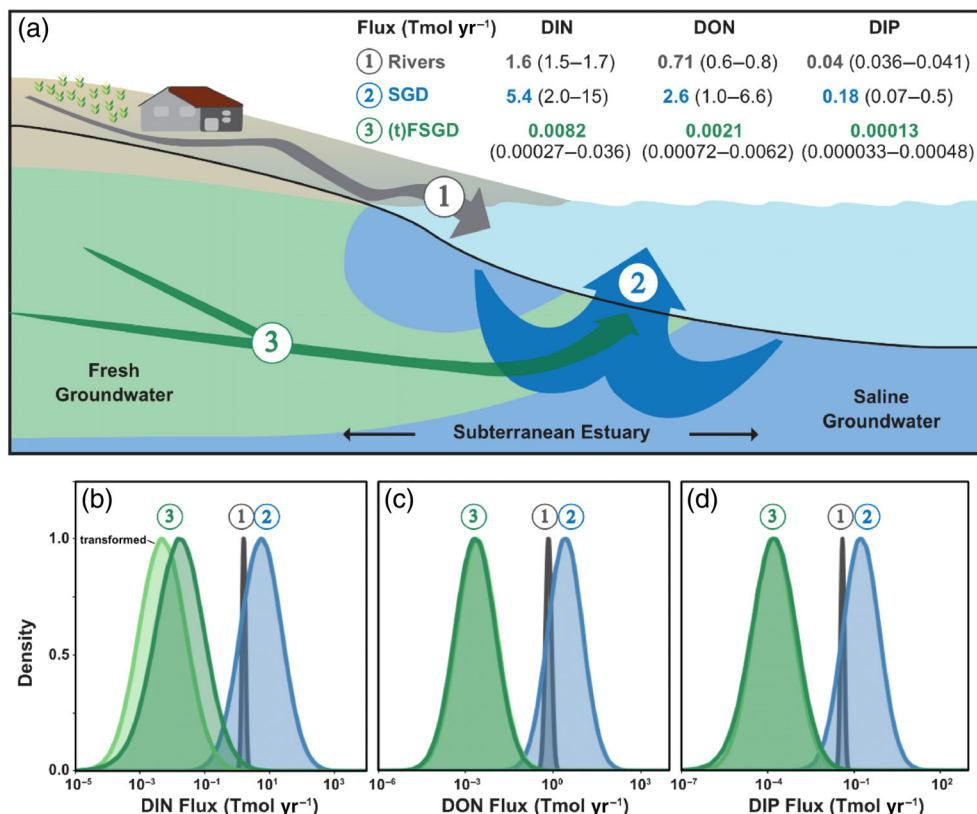 (a)
Flux (Tmol yr⁻¹) DIN DON DIP
① Rivers 1.6 (1.5–1.7) 0.71 (0.6–0.8) 0.04 (0.036–0.041)
② SGD 5.4 (2.0–15) 2.6 (1.0–6.6) 0.18 (0.07–0.5)
③ (t)FSGD 0.0082 0.0021 0.00013
(0.00027–0.036) (0.00072–0.0062) (0.000033–0.00048)
1
2
3
Fresh
Groundwater
Subterranean Estuary
Saline
Groundwater
(b) 3 1 2
transformed
Density
1.0
0.5
0.0
10⁻⁵ 10⁻³ 10⁻¹ 10¹ 10³
DIN Flux (Tmol yr⁻¹)
(c) 3 1 2
10⁻⁶ 10⁻³ 10⁰ 10³
DON Flux (Tmol yr⁻¹)
(d) 3 1 2
10⁻⁷ 10⁻⁴ 10⁻¹ 10²
DIP Flux (Tmol yr⁻¹)